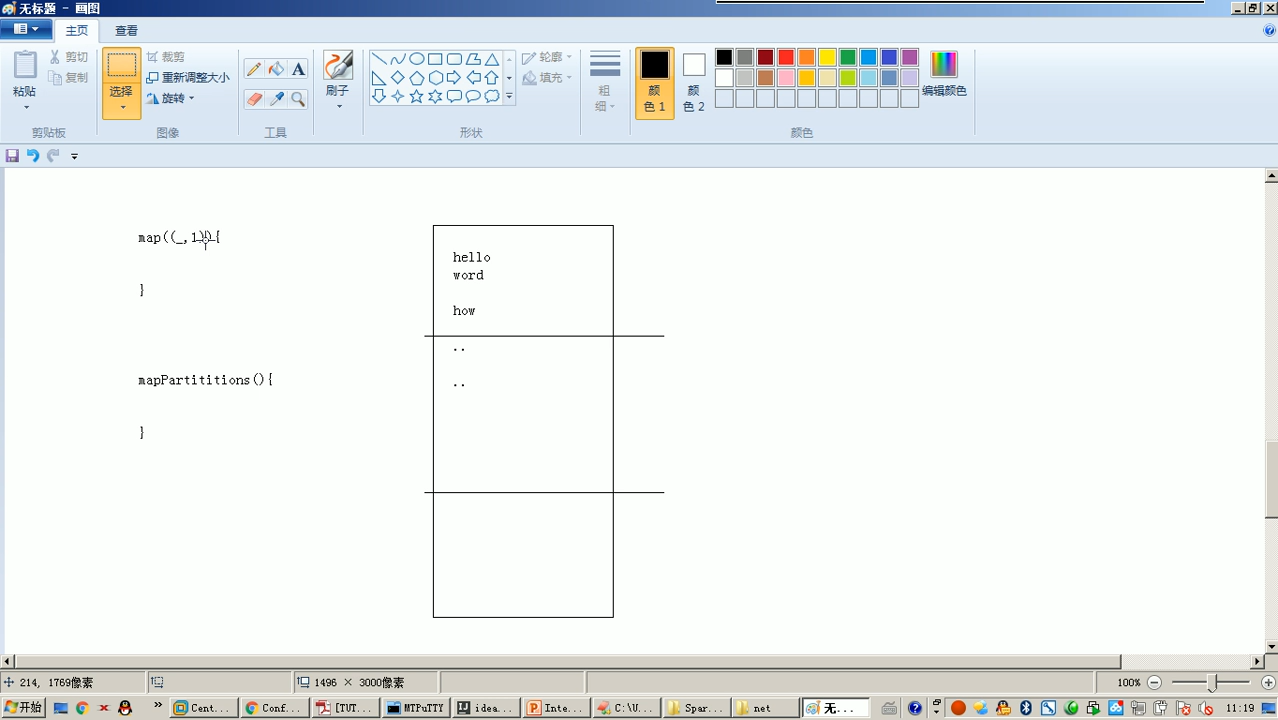 无标题 - 画图
主页 查看
粘贴
剪切
复制
剪贴板
选择
裁剪
重新调整大小
旋转
图像
A
工具
刷子
轮廓
填充
形状
粗
细
颜
色 1
颜
色 2
编辑颜色
颜色
map((_,1)){
}
mapPartititions(){
}
hello
word
how
..
..
214, 1769像素
1496 × 3000像素
100%
开始
Cent...
Conf...
[TUT...
MTPuTTY
idea...
Inte...
C:\U...
Spar...
net
无...
11:19